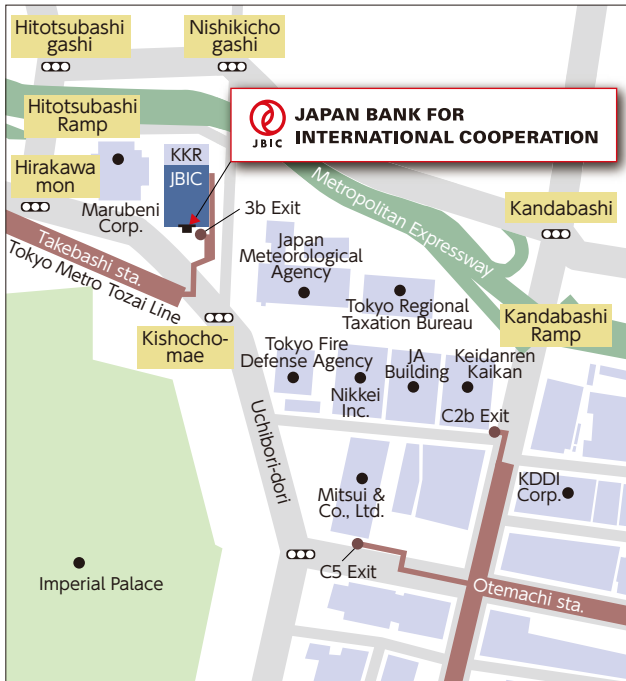 Hitotsubashi
gashi
Nishikicho
gashi
Hitotsubashi
Ramp
JBIC
JAPAN BANK FOR
INTERNATIONAL COOPERATION
KKR
JBIC
Hirakawa
mon
Marubeni
Corp.
3b Exit
Metropolitan Expressway
Kandabashi
Takebashi sta.
Tokyo Metro Tozai Line
Japan
Meteorological
Agency
Tokyo Regional
Taxation Bureau
Kandabashi
Ramp
Kishocho-
mae
Tokyo Fire
Defense Agency
Nikkei
Inc.
JA
Building
Keidanren
Kaikan
C2b Exit
Uchibori-dori
Mitsui &
Co., Ltd.
KDDI
Corp.
C5 Exit
Imperial Palace
Otemachi sta.